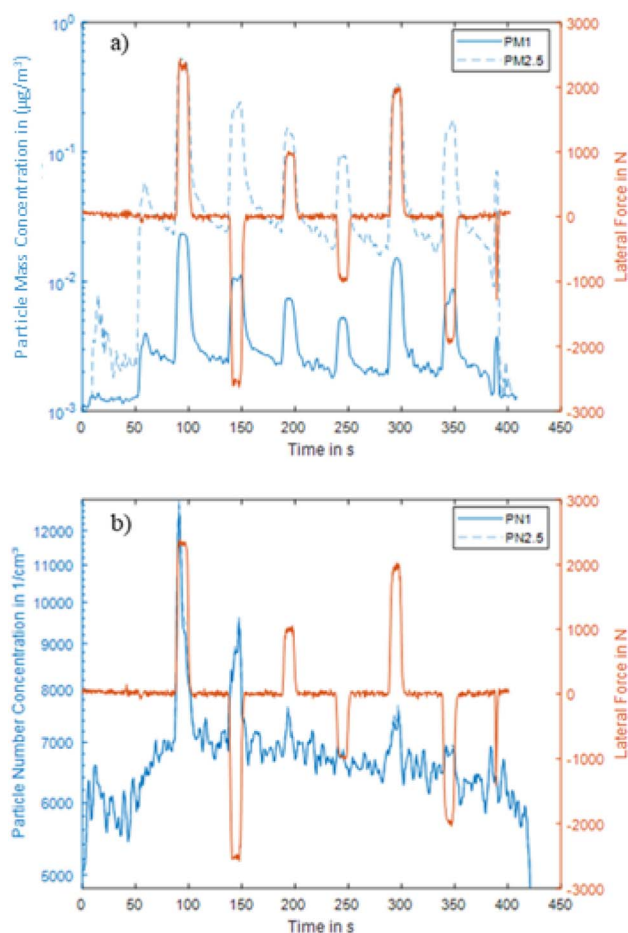 a)
PM1
PM2.5
Particle Mass Concentration in (µg/m³)
10⁰
10⁻¹
10⁻²
10⁻³
3000
2000
1000
0
-1000
-2000
-3000
Lateral Force in N
0 50 100 150 200 250 300 350 400 450
Time in s
b)
PN1
PN2.5
Particle Number Concentration in 1/cm³
12000
11000
10000
9000
8000
7000
6000
5000
3000
2000
1000
0
-1000
-2000
-3000
Lateral Force in N
0 50 100 150 200 250 300 350 400 450
Time in s